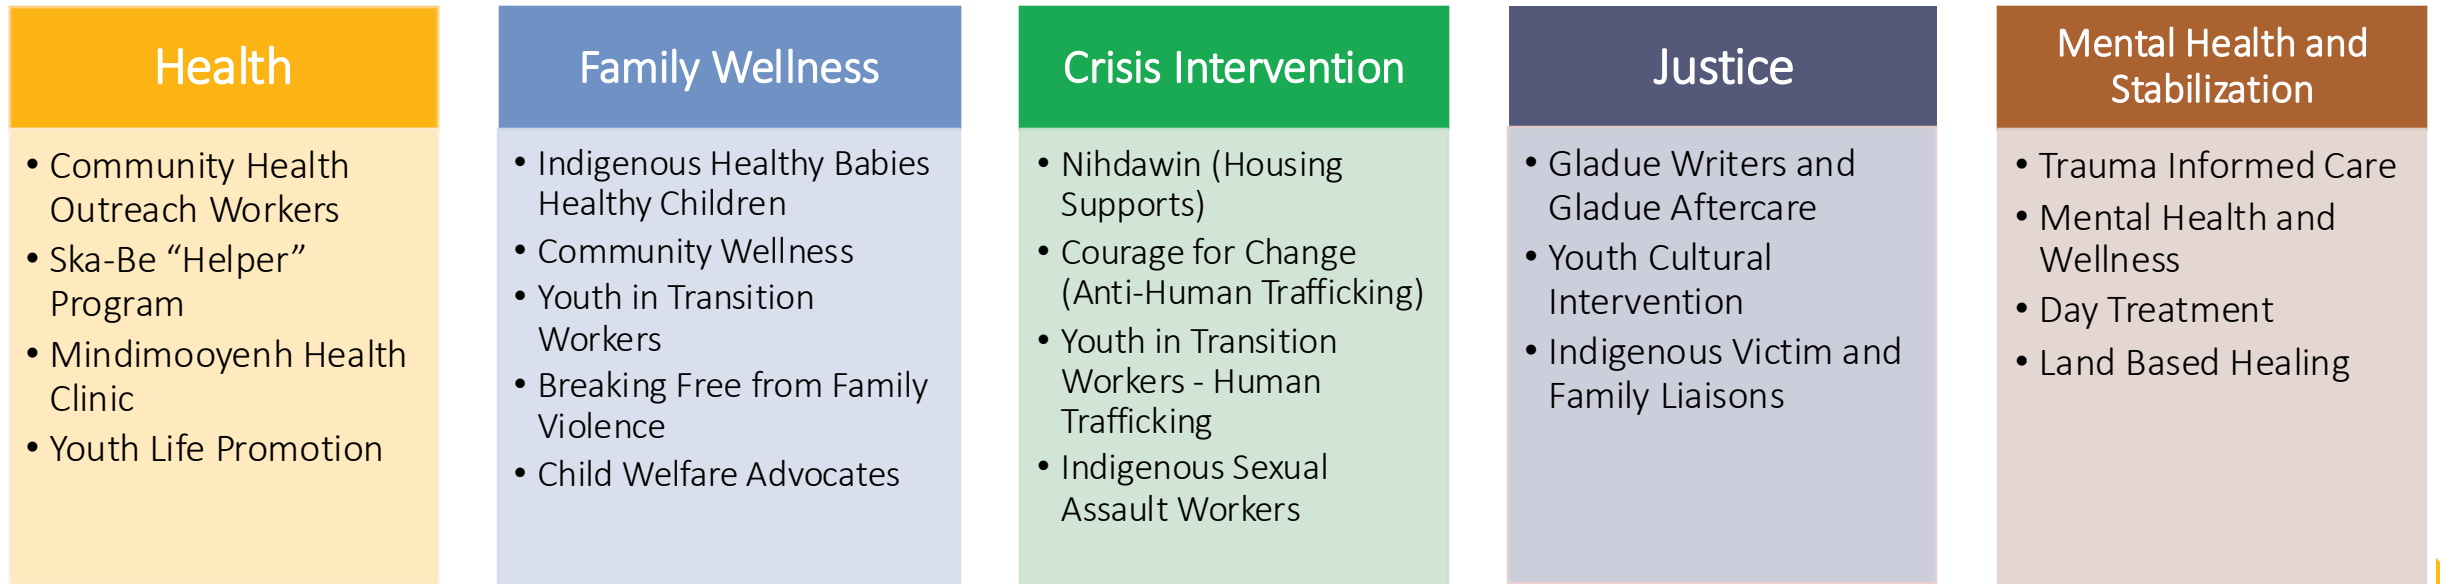 Health
• Community Health
Outreach Workers
• Ska-Be “Helper”
Program
• Mindimooyenh Health
Clinic
• Youth Life Promotion
Family Wellness
• Indigenous Healthy Babies
Healthy Children
• Community Wellness
• Youth in Transition
Workers
• Breaking Free from Family
Violence
• Child Welfare Advocates
Crisis Intervention
• Nihdawin (Housing
Supports)
• Courage for Change
(Anti-Human Trafficking)
• Youth in Transition
Workers - Human
Trafficking
• Indigenous Sexual
Assault Workers
Justice
• Gladue Writers and
Gladue Aftercare
• Youth Cultural
Intervention
• Indigenous Victim and
Family Liaisons
Mental Health and
Stabilization
• Trauma Informed Care
• Mental Health and
Wellness
• Day Treatment
• Land Based Healing